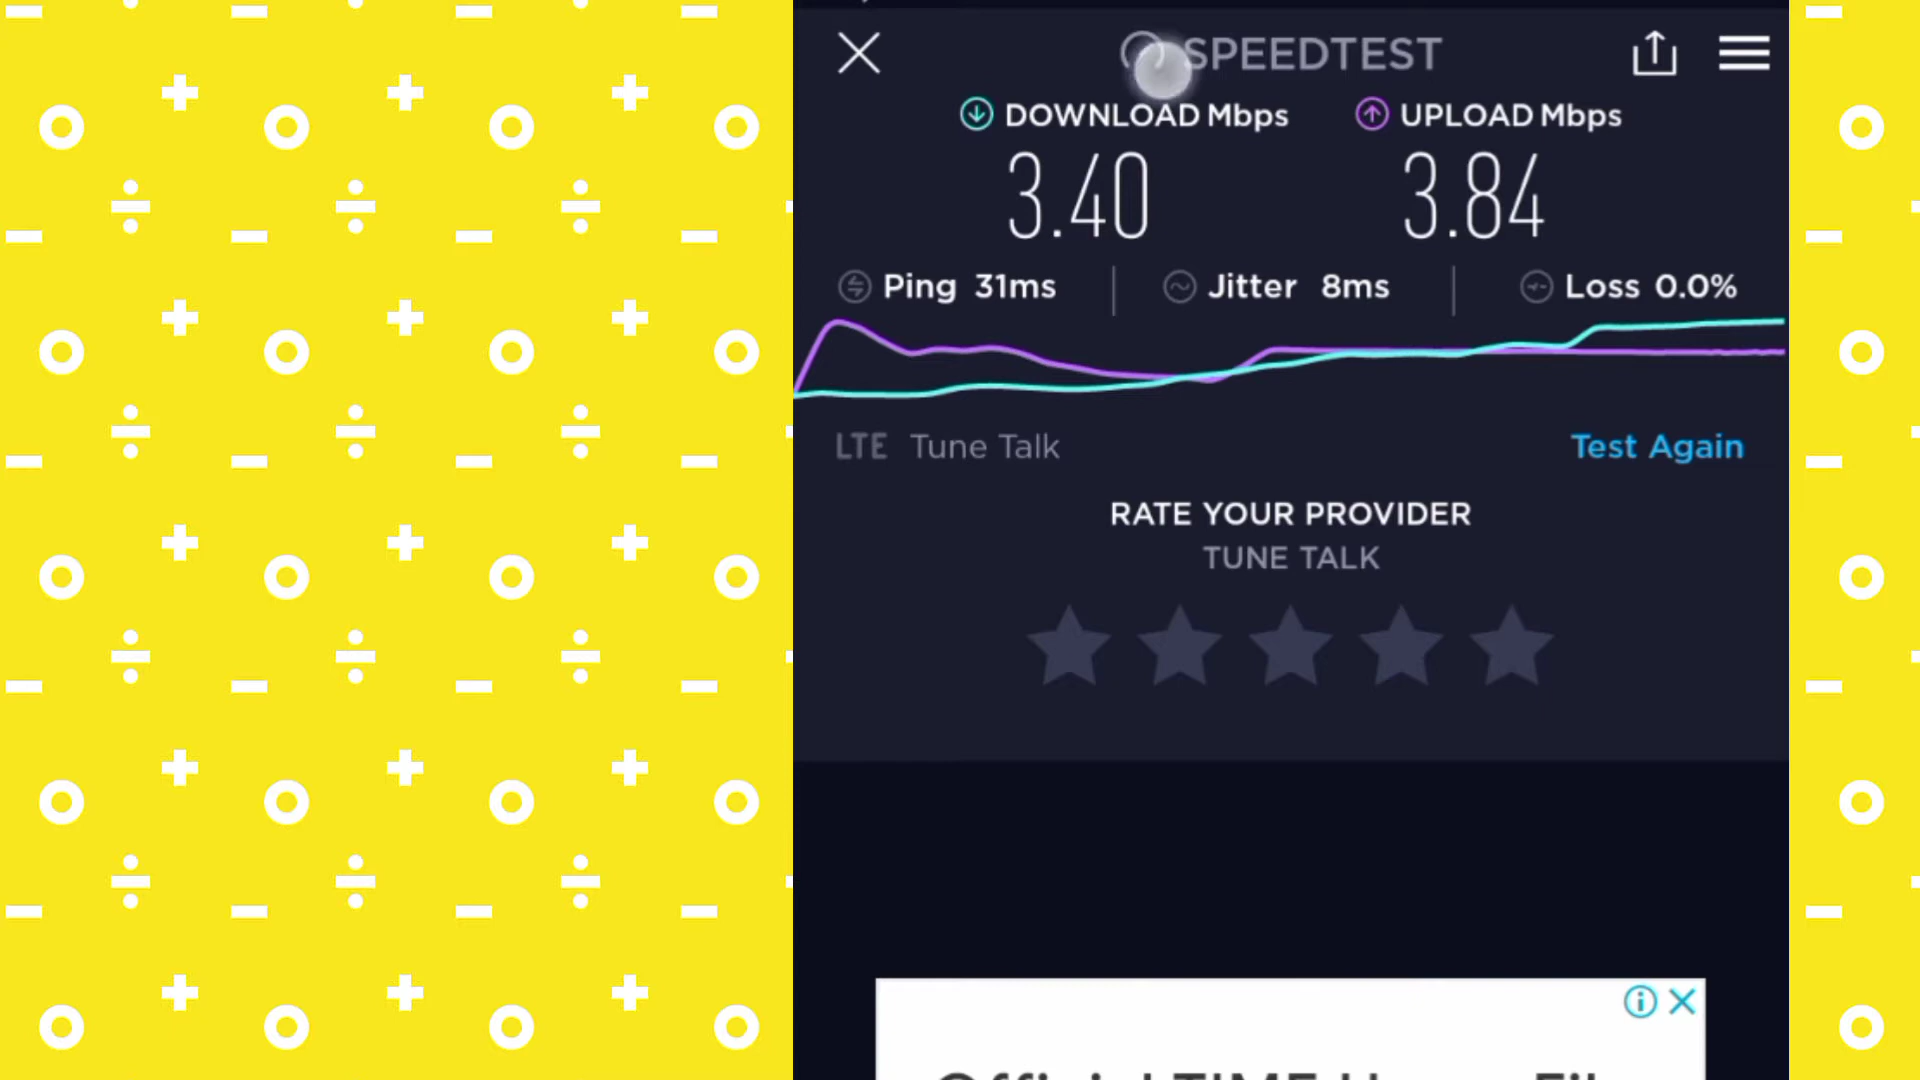 SPEEDTEST
DOWNLOAD Mbps
UPLOAD Mbps
3.40
3.84
Ping 31ms
Jitter 8ms
Loss 0.0%
LTE Tune Talk
Test Again
RATE YOUR PROVIDER
TUNE TALK